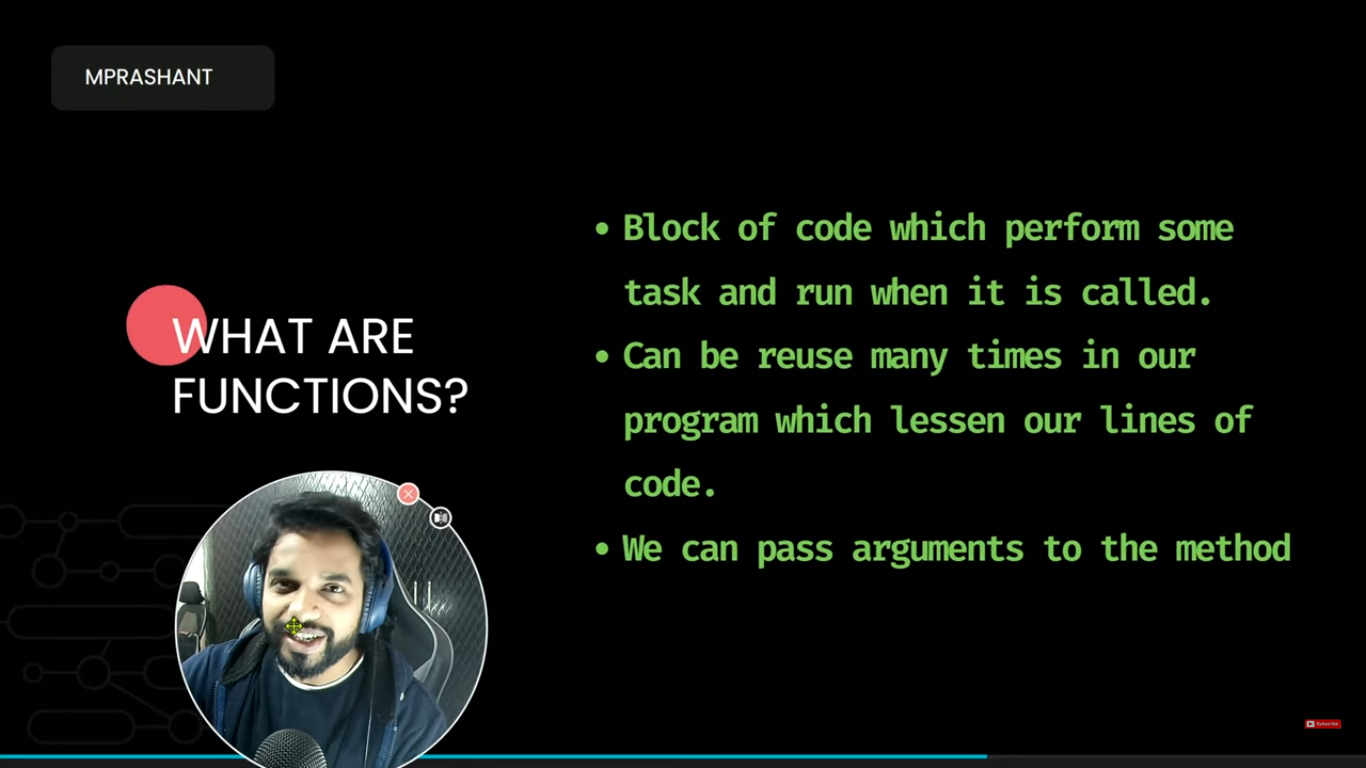 MPRASHANT
WHAT ARE
FUNCTIONS?
• Block of code which perform some
task and run when it is called.
• Can be reuse many times in our
program which lessen our lines of
code.
• We can pass arguments to the method
Subscribe